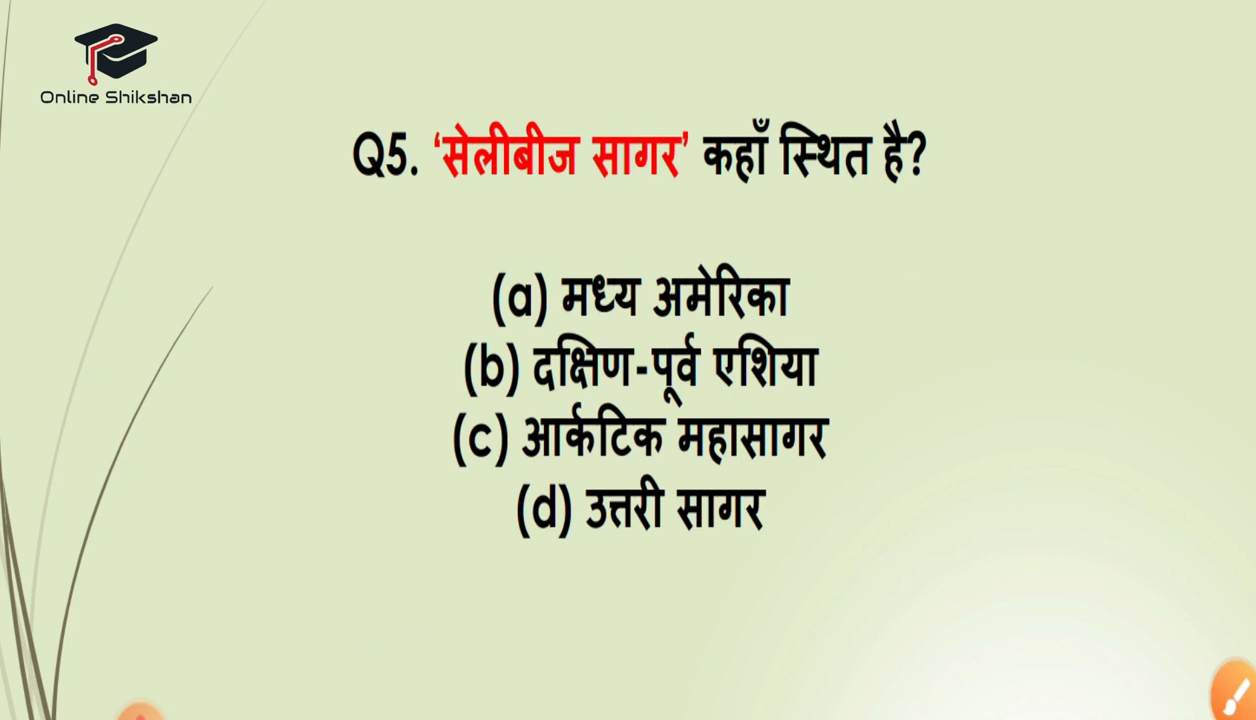 Online Shikshan
Q5. ‘सेलीबीज सागर’ कहाँ स्थित है?
(a) मध्य अमेरिका
(b) दक्षिण-पूर्व एशिया
(c) आर्कटिक महासागर
(d) उत्तरी सागर